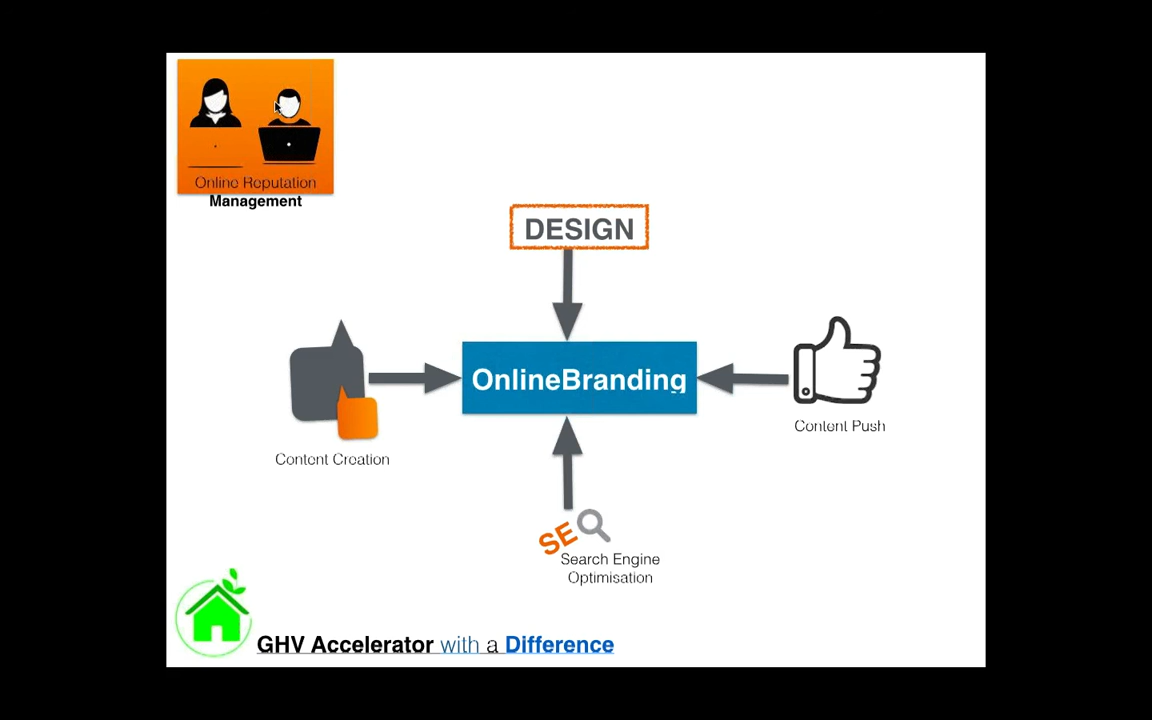 Online Reputation
Management
DESIGN
OnlineBranding
Content Push
Content Creation
SE
Search Engine
Optimisation
GHV Accelerator with a Difference